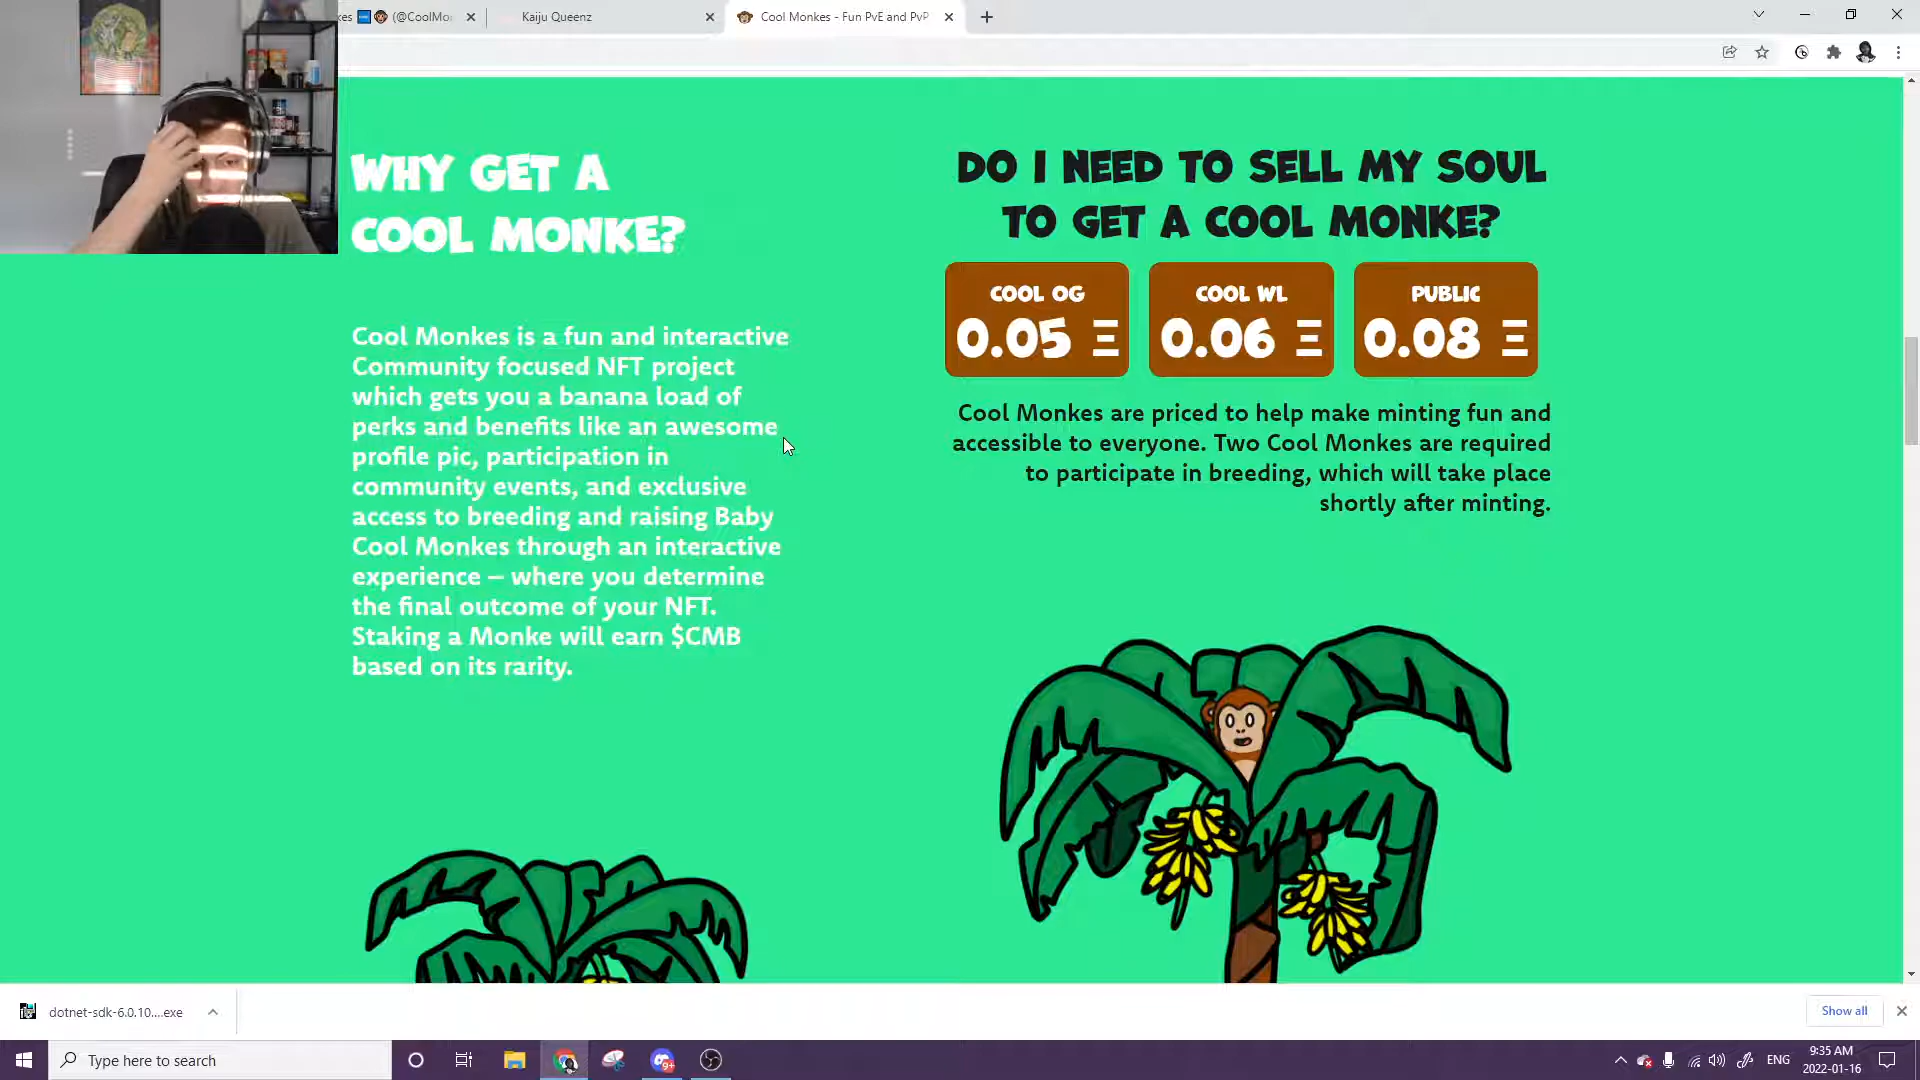 kes (@CoolMo
Kaiju Queenz
Cool Monkes - Fun PvE and PvP
WHY GET A
COOL MONKE?
Cool Monkes is a fun and interactive
Community focused NFT project
which gets you a banana load of
perks and benefits like an awesome
profile pic, participation in
community events, and exclusive
access to breeding and raising Baby
Cool Monkes through an interactive
experience – where you determine
the final outcome of your NFT.
Staking a Monke will earn $CMB
based on its rarity.
DO I NEED TO SELL MY SOUL
TO GET A COOL MONKE?
COOL OG
0.05 Ξ
COOL WL
0.06 Ξ
PUBLIC
0.08 Ξ
Cool Monkes are priced to help make minting fun and
accessible to everyone. Two Cool Monkes are required
to participate in breeding, which will take place
shortly after minting.
dotnet-sdk-6.0.10....exe
Show all
Type here to search
9+
ENG
9:35 AM
2022-01-16